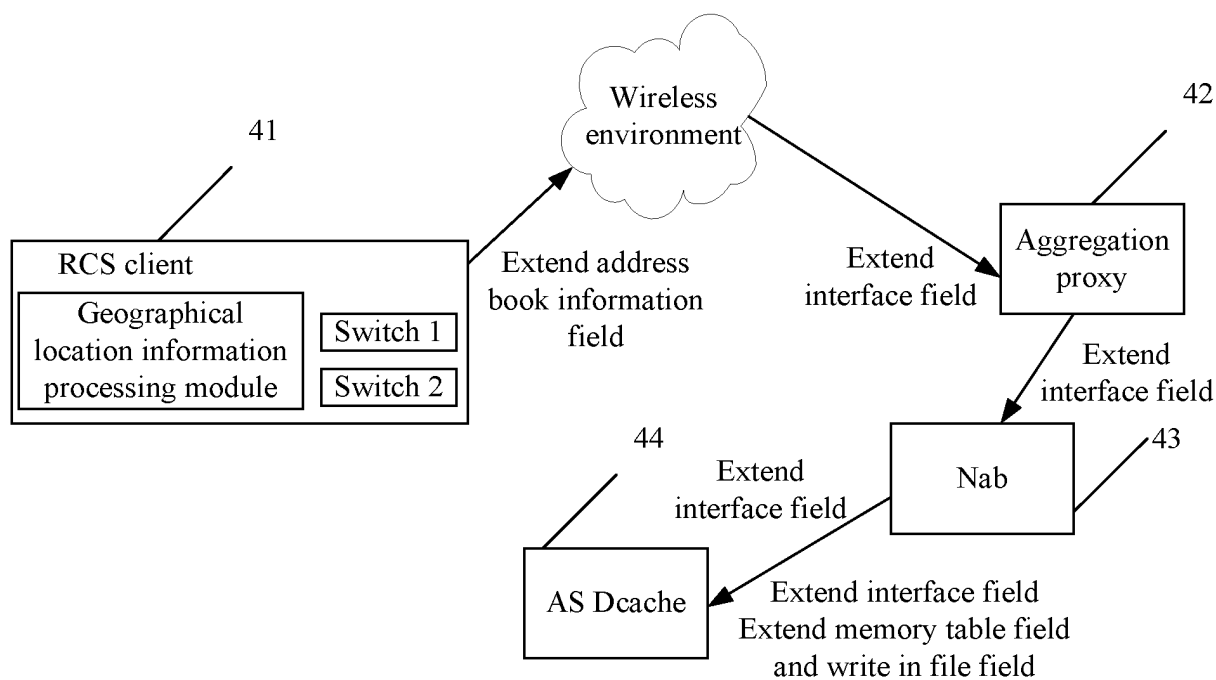 Wireless
environment
42
41
Aggregation
proxy
RCS client
Extend address
book information
field
Extend
interface field
Geographical
location information
processing module
Switch 1
Switch 2
Extend
interface field
44
43
Nab
Extend
interface field
AS Dcache
Extend interface field
Extend memory table field
and write in file field